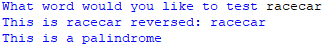 What word would you like to test racecar
This is racecar reversed: racecar
This is a palindrome